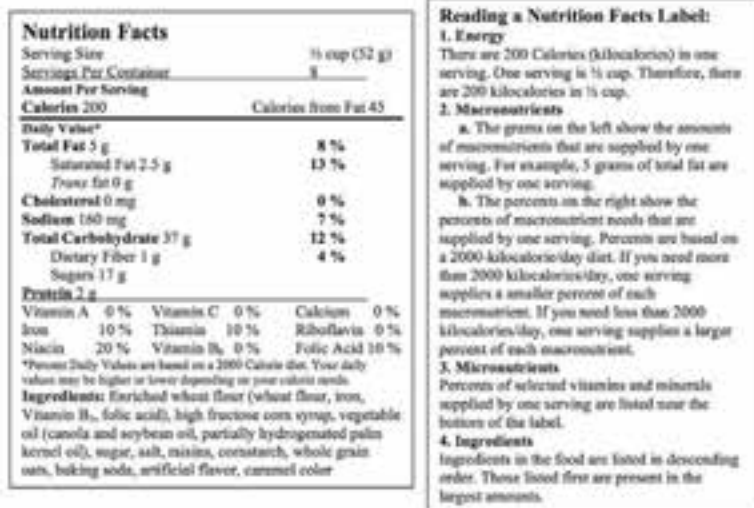 Nutrition Facts
Serving Size ⅓ cup (52 g)
Servings Per Container 8
Amount Per Serving
Calories 200 Calories from Fat 45
Daily Value*
Total Fat 5 g 8 %
Saturated Fat 2.5 g 13 %
Trans fat 0 g
Cholesterol 0 mg 0 %
Sodium 160 mg 7 %
Total Carbohydrate 37 g 12 %
Dietary Fiber 1 g 4 %
Sugars 17 g
Protein 2 g
Vitamin A 0 % Vitamin C 0 % Calcium 0 %
Iron 10 % Thiamin 10 % Riboflavin 0 %
Niacin 20 % Vitamin B₆ 0 % Folic Acid 10 %
*Percent Daily Values are based on a 2000 Calorie diet. Your daily
values may be higher or lower depending on your calorie needs.
Ingredients: Enriched wheat flour (wheat flour, iron,
Vitamin B, folic acid), high fructose corn syrup, vegetable
oil (canola and soybean oil, partially hydrogenated palm
kernel oil), sugar, salt, raisins, cornstarch, whole grain
oats, baking soda, artificial flavor, caramel color
Reading a Nutrition Facts Label:
1. Energy
There are 200 Calories (kilocalories) in one
serving. One serving is ⅓ cup. Therefore, there
are 200 kilocalories in ⅓ cup.
2. Macronutrients
a. The grams on the left show the amounts
of macronutrients that are supplied by one
serving. For example, 5 grams of total fat are
supplied by one serving.
b. The percents on the right show the
percents of macronutrient needs that are
supplied by one serving. Percents are based on
a 2000-kilocalorie/day diet. If you need more
than 2000 kilocalories/day, one serving
supplies a smaller percent of each
macronutrient. If you need less than 2000
kilocalories/day, one serving supplies a larger
percent of each macronutrient.
3. Micronutrients
Percents of selected vitamins and minerals
supplied by one serving are listed near the
bottom of the label.
4. Ingredients
Ingredients in the food are listed in descending
order. Those listed first are present in the
largest amounts.